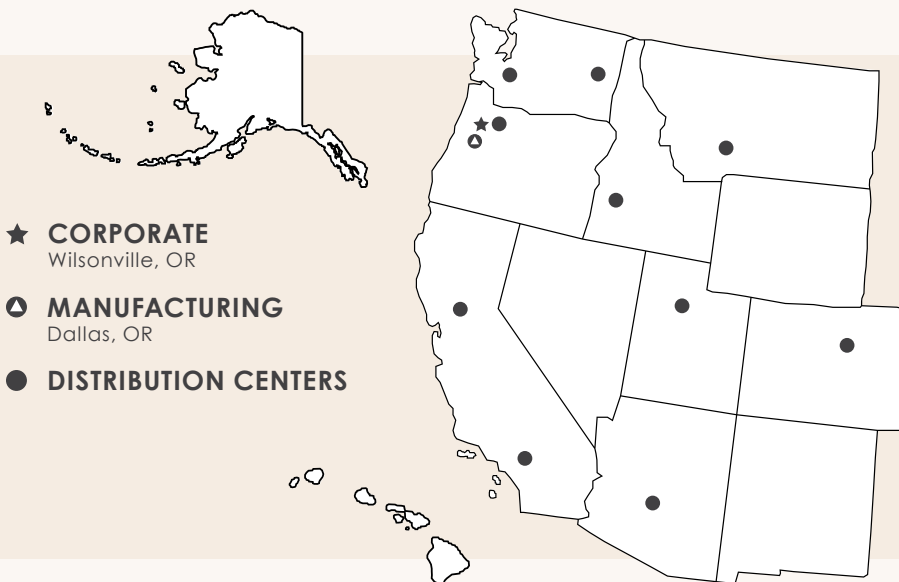 CORPORATE
Wilsonville, OR
MANUFACTURING
Dallas, OR
DISTRIBUTION CENTERS